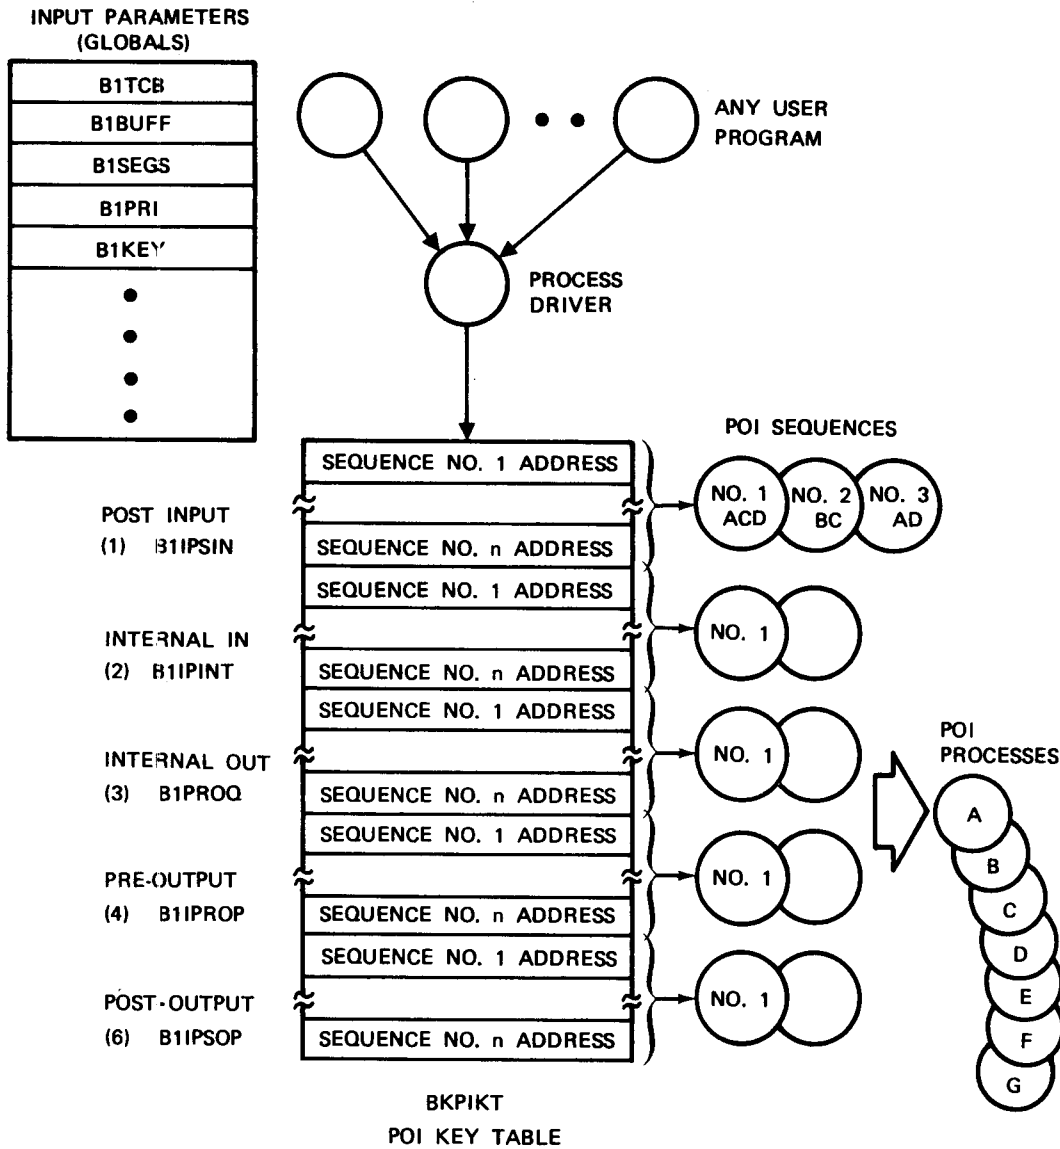 INPUT PARAMETERS
(GLOBALS)
B1TCB
B1BUFF
B1SEGS
B1PRI
B1KEY
ANY USER
PROGRAM
PROCESS
DRIVER
POI SEQUENCES
SEQUENCE NO. 1 ADDRESS
NO. 1
ACD
NO. 2
BC
NO. 3
AD
POST INPUT
(1) B1IPSIN
SEQUENCE NO. n ADDRESS
SEQUENCE NO. 1 ADDRESS
INTERNAL IN
(2) B1IPINT
NO. 1
SEQUENCE NO. n ADDRESS
SEQUENCE NO. 1 ADDRESS
INTERNAL OUT
(3) B1PROQ
NO. 1
SEQUENCE NO. n ADDRESS
SEQUENCE NO. 1 ADDRESS
PRE-OUTPUT
(4) B1IPROP
NO. 1
SEQUENCE NO. n ADDRESS
SEQUENCE NO. 1 ADDRESS
POST-OUTPUT
(6) B1IPSOP
NO. 1
SEQUENCE NO. n ADDRESS
POI
PROCESSES
A
B
C
D
E
F
G
BKPIKT
POI KEY TABLE